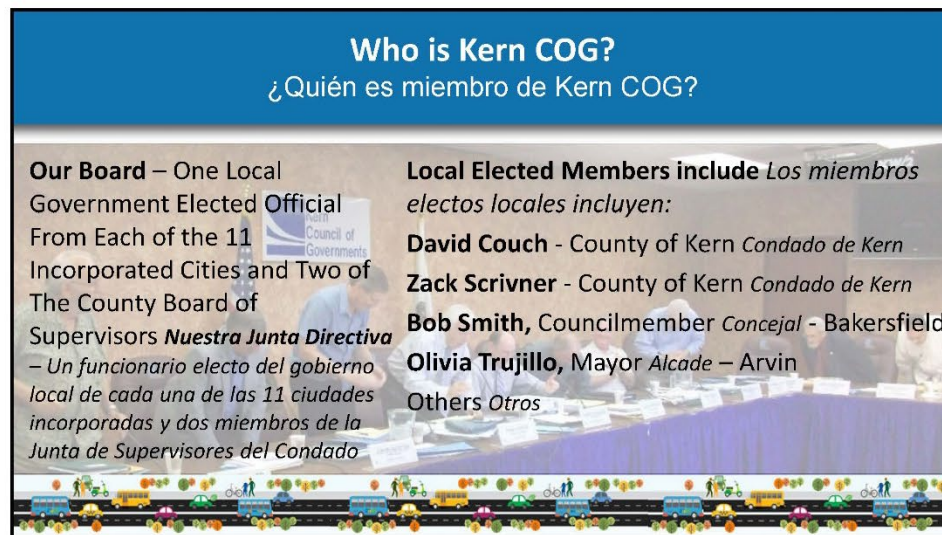 Who is Kern COG?
¿Quién es miembro de Kern COG?
Our Board – One Local
Government Elected Official
From Each of the 11
Incorporated Cities and Two of
The County Board of
Supervisors Nuestra Junta Directiva
– Un funcionario electo del gobierno
local de cada una de las 11 ciudades
incorporadas y dos miembros de la
Junta de Supervisores del Condado
Local Elected Members include Los miembros
electos locales incluyen:
David Couch - County of Kern Condado de Kern
Zack Scrivner - County of Kern Condado de Kern
Bob Smith, Councilmember Concejal - Bakersfield
Olivia Trujillo, Mayor Alcade – Arvin
Others Otros
Kern
Council of
Governments